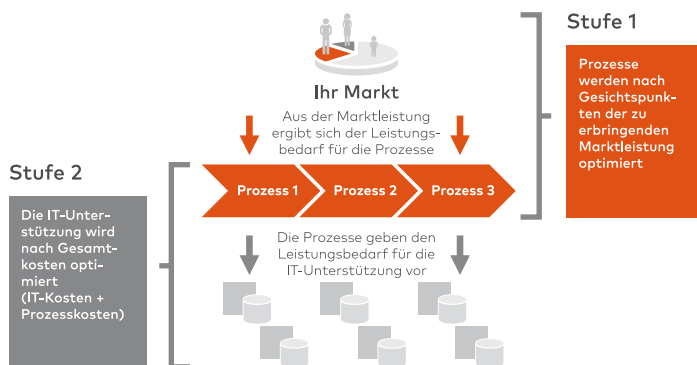 Stufe 1
Prozesse
werden nach
Gesichtspunk-
ten der zu
erbringenden
Marktleistung
optimiert
Ihr Markt
Aus der Marktleistung
ergibt sich der Leistungs-
bedarf für die Prozesse
Prozess 1
Prozess 2
Prozess 3
Stufe 2
Die IT-Unter-
stützung wird
nach Gesamt-
kosten opti-
miert
(IT-Kosten +
Prozesskosten)
Die Prozesse geben den
Leistungsbedarf für die
IT-Unterstützung vor